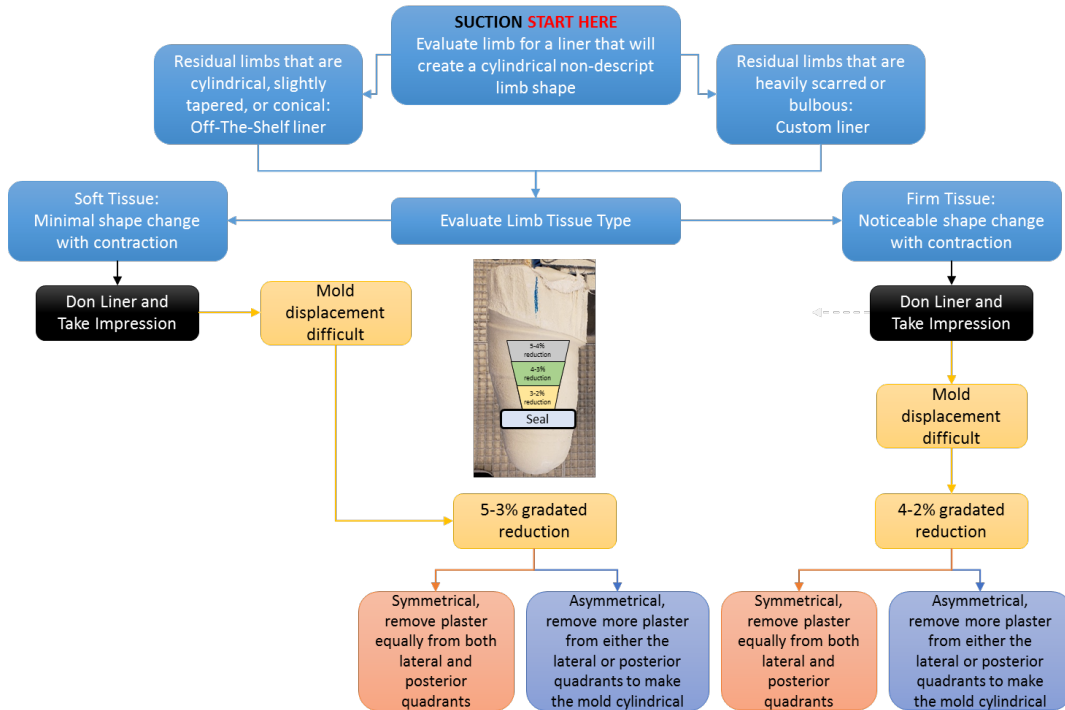 SUCTION START HERE
Evaluate limb for a liner that will
create a cylindrical non-descript
limb shape
Residual limbs that are
cylindrical, slightly
tapered, or conical:
Off-The-Shelf liner
Residual limbs that are
heavily scarred or
bulbous:
Custom liner
Soft Tissue:
Minimal shape change
with contraction
Evaluate Limb Tissue Type
Firm Tissue:
Noticeable shape change
with contraction
Don Liner and
Take Impression
Mold
displacement
difficult
Don Liner and
Take Impression
5-4%
reduction
4-3%
reduction
3-2%
reduction
Seal
Mold
displacement
difficult
5-3% gradated
reduction
4-2% gradated
reduction
Symmetrical,
remove plaster
equally from both
lateral and
posterior
quadrants
Asymmetrical,
remove more plaster
from either the
lateral or posterior
quadrants to make
the mold cylindrical
Symmetrical,
remove plaster
equally from both
lateral and
posterior
quadrants
Asymmetrical,
remove more plaster
from either the
lateral or posterior
quadrants to make
the mold cylindrical